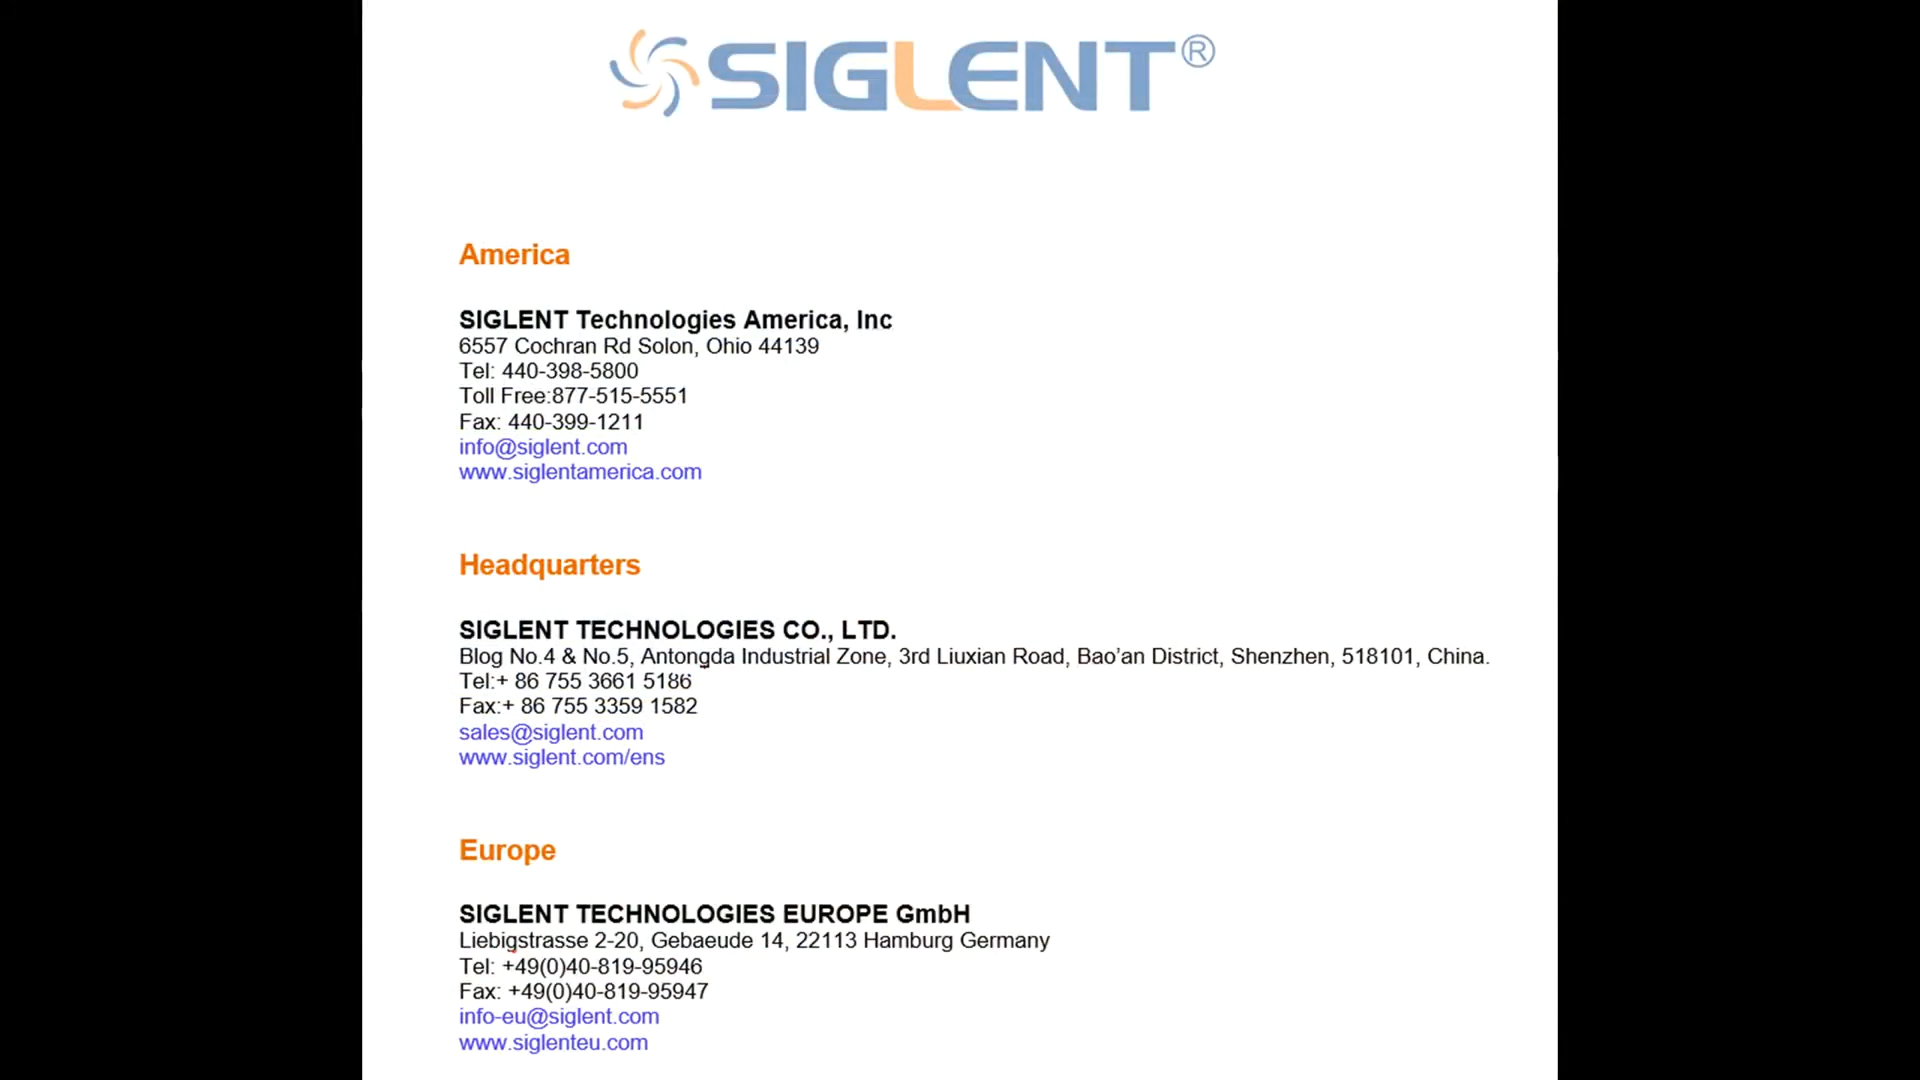 SIGLENT®
America
SIGLENT Technologies America, Inc
6557 Cochran Rd Solon, Ohio 44139
Tel: 440-398-5800
Toll Free:877-515-5551
Fax: 440-399-1211
info@siglent.com
www.siglentamerica.com
Headquarters
SIGLENT TECHNOLOGIES CO., LTD.
Blog No.4 & No.5, Antongda Industrial Zone, 3rd Liuxian Road, Bao’an District, Shenzhen, 518101, China.
Tel:+ 86 755 3661 5186
Fax:+ 86 755 3359 1582
sales@siglent.com
www.siglent.com/ens
Europe
SIGLENT TECHNOLOGIES EUROPE GmbH
Liebigstrasse 2-20, Gebaeude 14, 22113 Hamburg Germany
Tel: +49(0)40-819-95946
Fax: +49(0)40-819-95947
info-eu@siglent.com
www.siglenteu.com